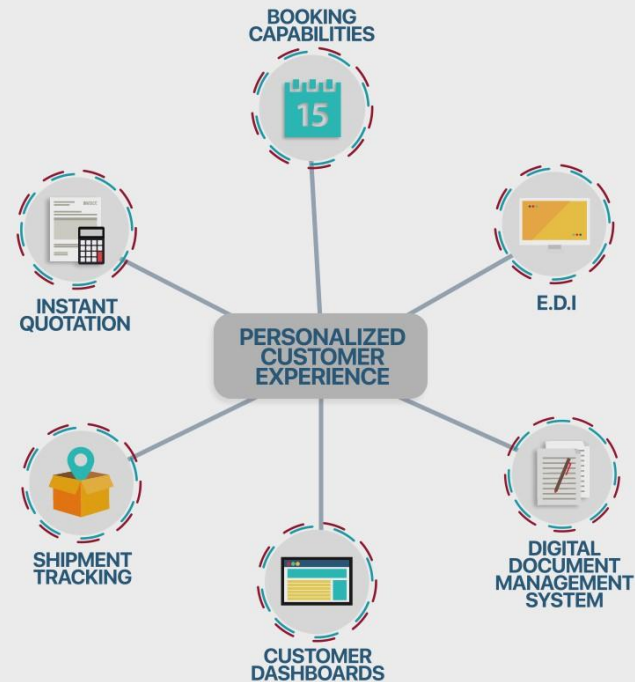 BOOKING
CAPABILITIES
15
INSTANT
QUOTATION
E.D.I
PERSONALIZED
CUSTOMER
EXPERIENCE
SHIPMENT
TRACKING
DIGITAL
DOCUMENT
MANAGEMENT
SYSTEM
CUSTOMER
DASHBOARDS